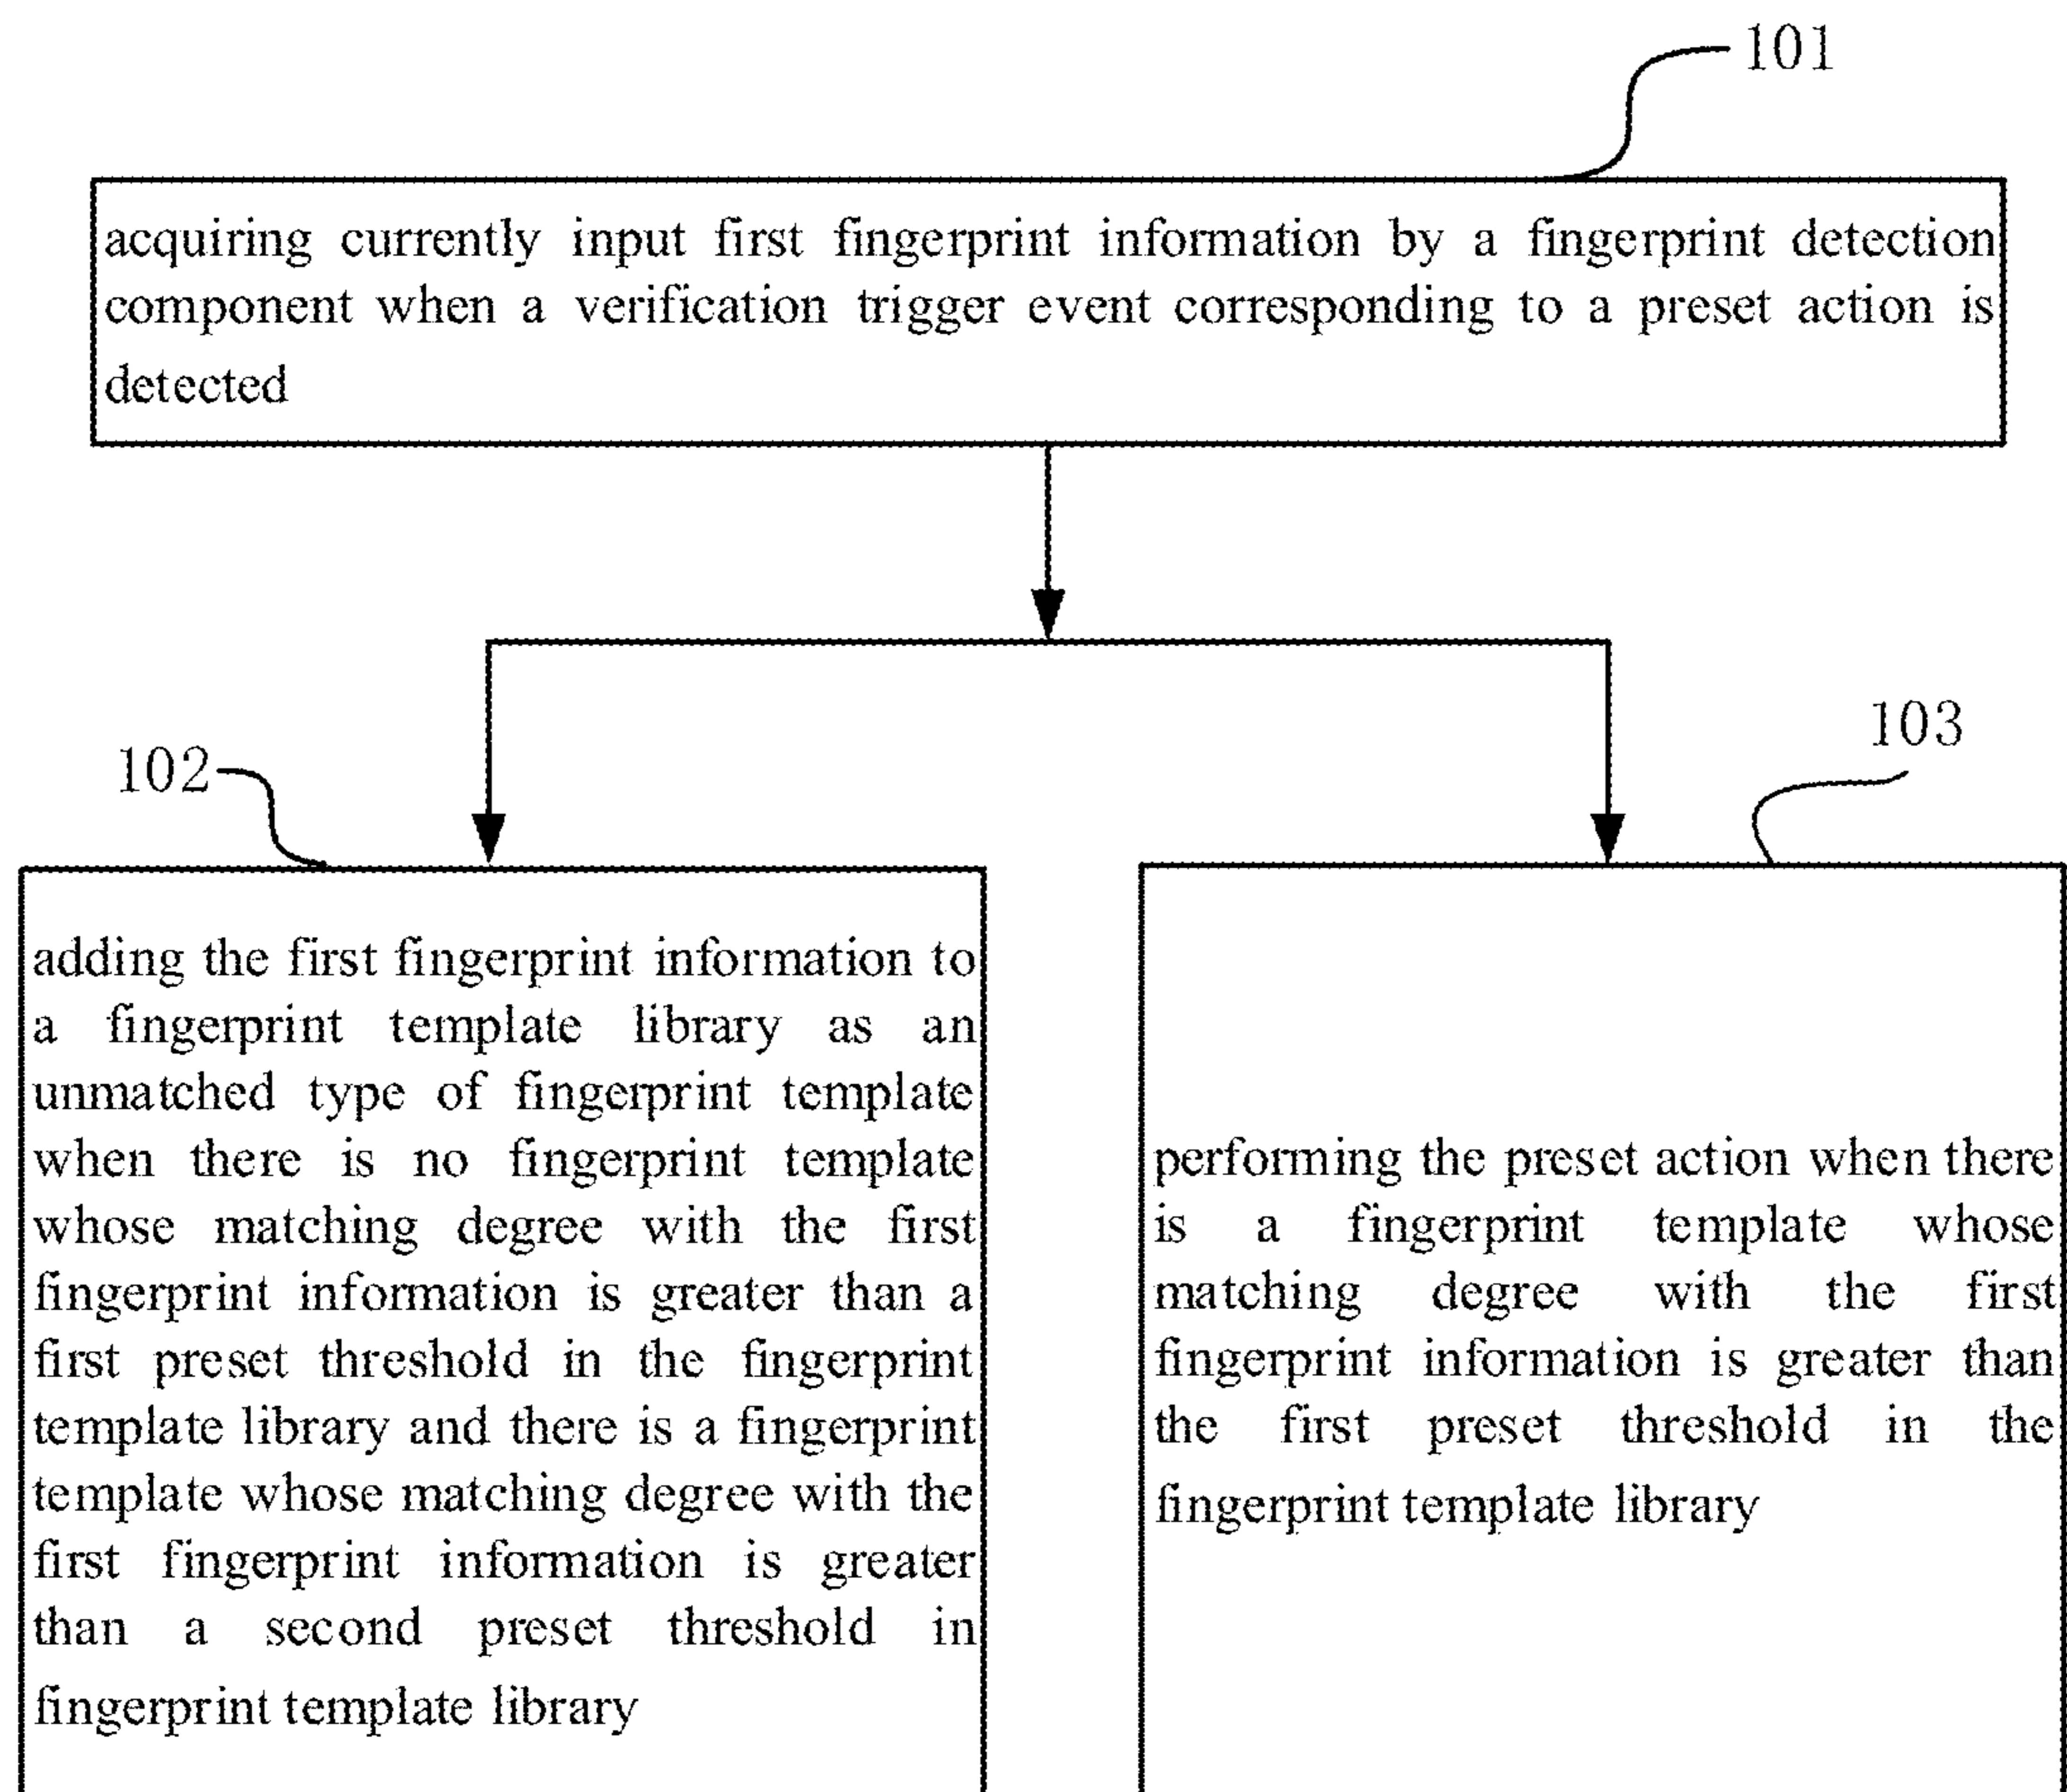 101
acquiring currently input first fingerprint information by a fingerprint detection
component when a verification trigger event corresponding to a preset action is
detected
102
adding the first fingerprint information to
a fingerprint template library as an
unmatched type of fingerprint template
when there is no fingerprint template
whose matching degree with the first
fingerprint information is greater than a
first preset threshold in the fingerprint
template library and there is a fingerprint
template whose matching degree with the
first fingerprint information is greater
than a second preset threshold in
fingerprint template library
103
performing the preset action when there
is a fingerprint template whose
matching degree with the first
fingerprint information is greater than
the first preset threshold in the
fingerprint template library